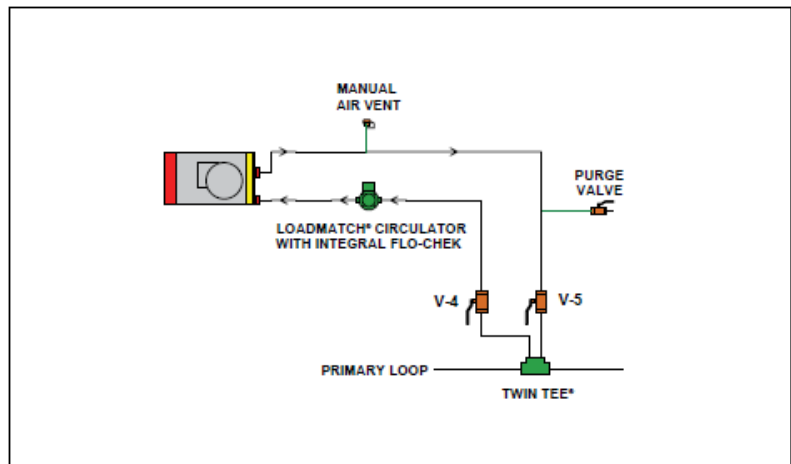 MANUAL
AIR VENT
PURGE
VALVE
LOADMATCH® CIRCULATOR
WITH INTEGRAL FLO-CHEK
V-4
V-5
PRIMARY LOOP
TWIN TEE®